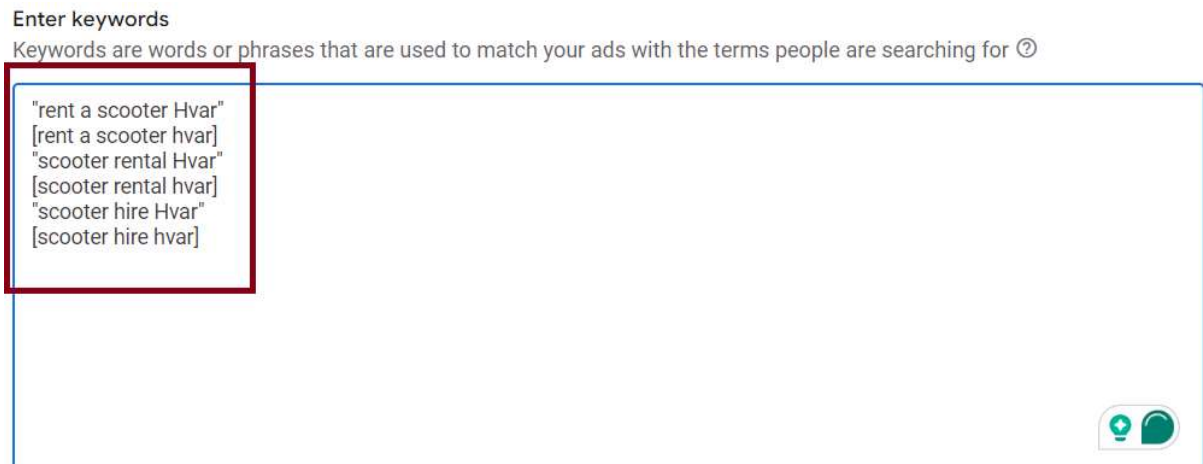 Enter keywords
Keywords are words or phrases that are used to match your ads with the terms people are searching for
"rent a scooter Hvar"
[rent a scooter hvar]
"scooter rental Hvar"
[scooter rental hvar]
"scooter hire Hvar"
[scooter hire hvar]